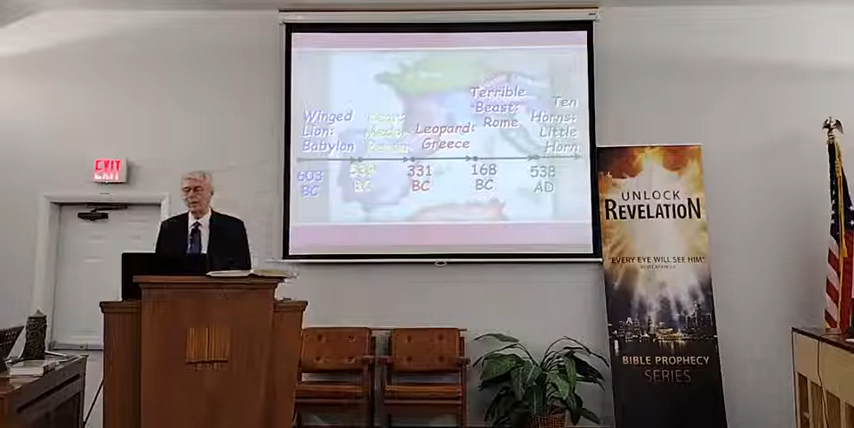 Winged
Lion:
Babylon
Leopard:
Greece
Terrible
Beast:
Rome
Ten
Horns:
Little
Horn
603
BC
BC
331
BC
168
BC
538
AD
EXIT
UNLOCK
REVELATION
"EVERY EYE WILL SEE HIM"
BIBLE PROPHECY
SERIES